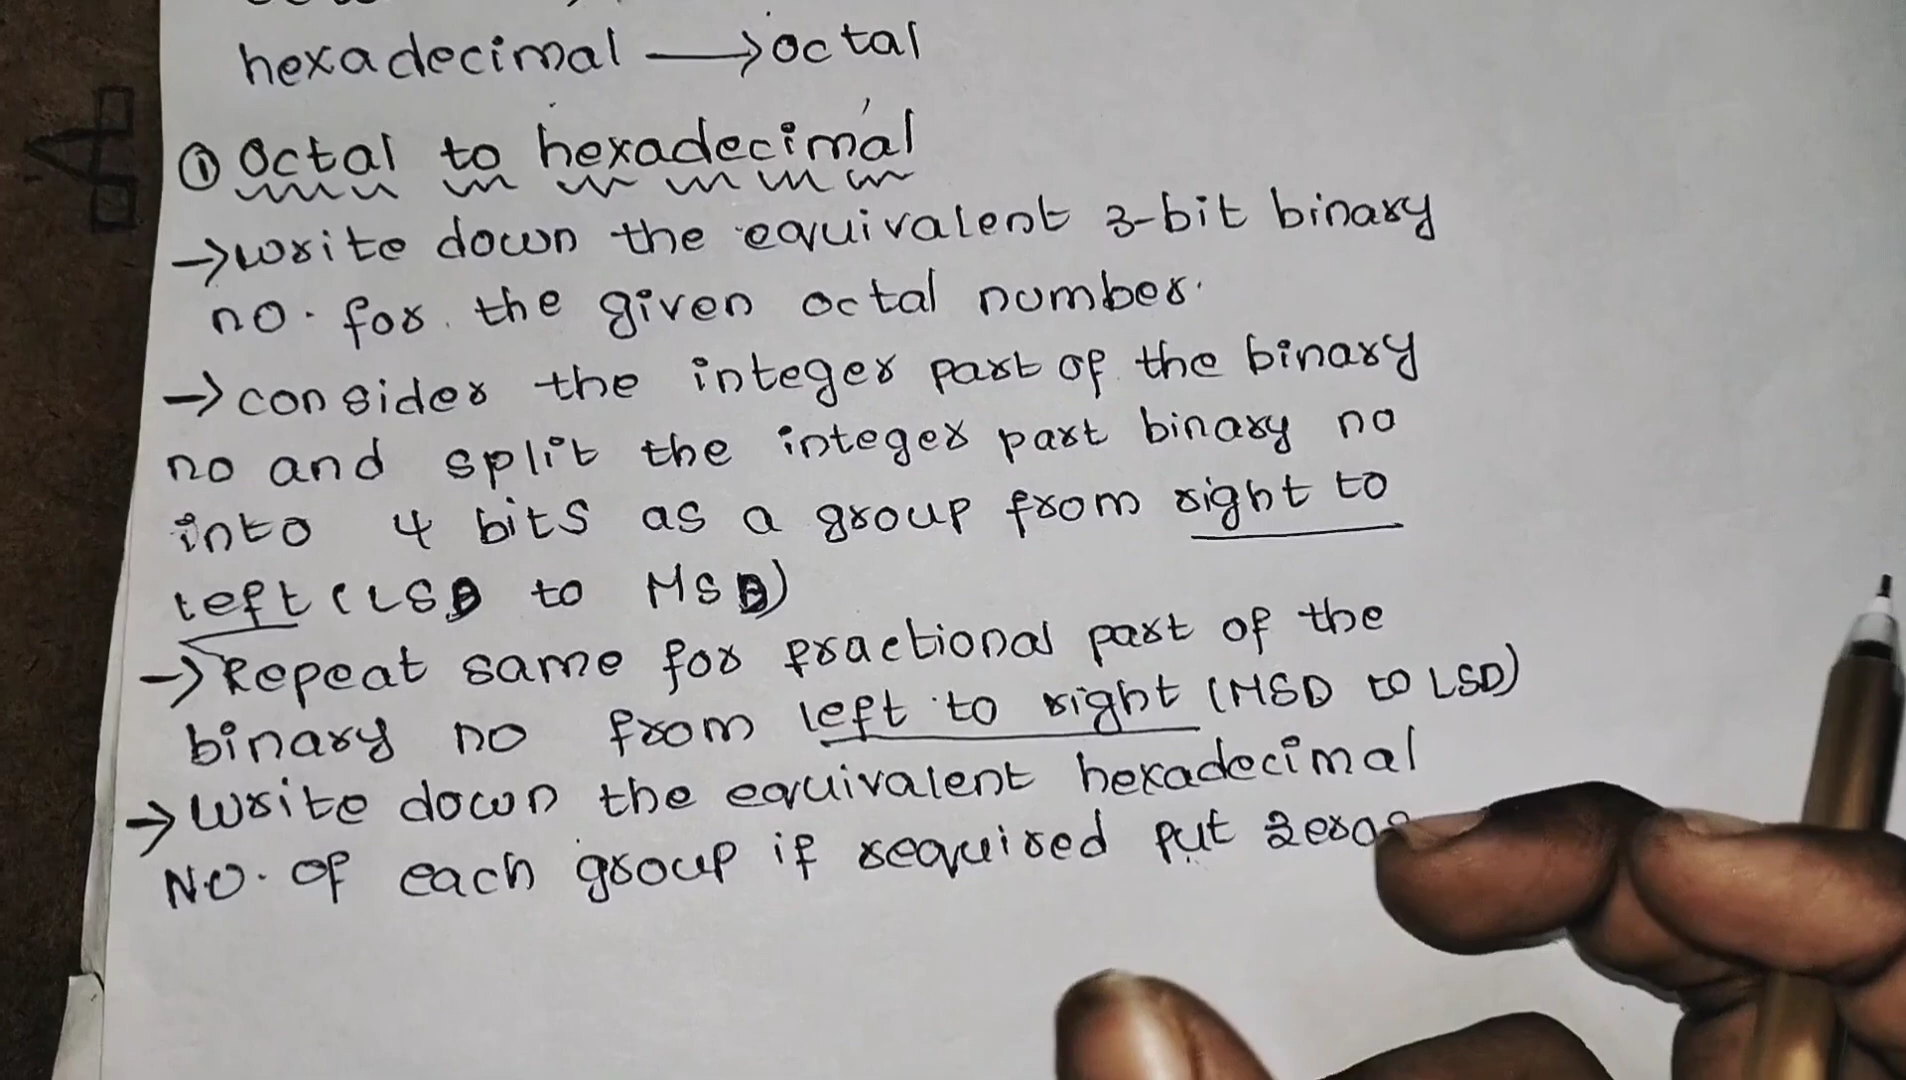 hexadecimal → octal
① Octal to hexadecimal
→ write down the equivalent 3-bit binary
no. for the given octal number.
→ consider the integer part of the binary
no and split the integer part binary no
into 4 bits as a group from right to
left (LSD to MSD)
→ Repeat same for fractional part of the
binary no from left to right (MSD to LSD)
→ write down the equivalent hexadecimal
NO. of each group if required put zeros